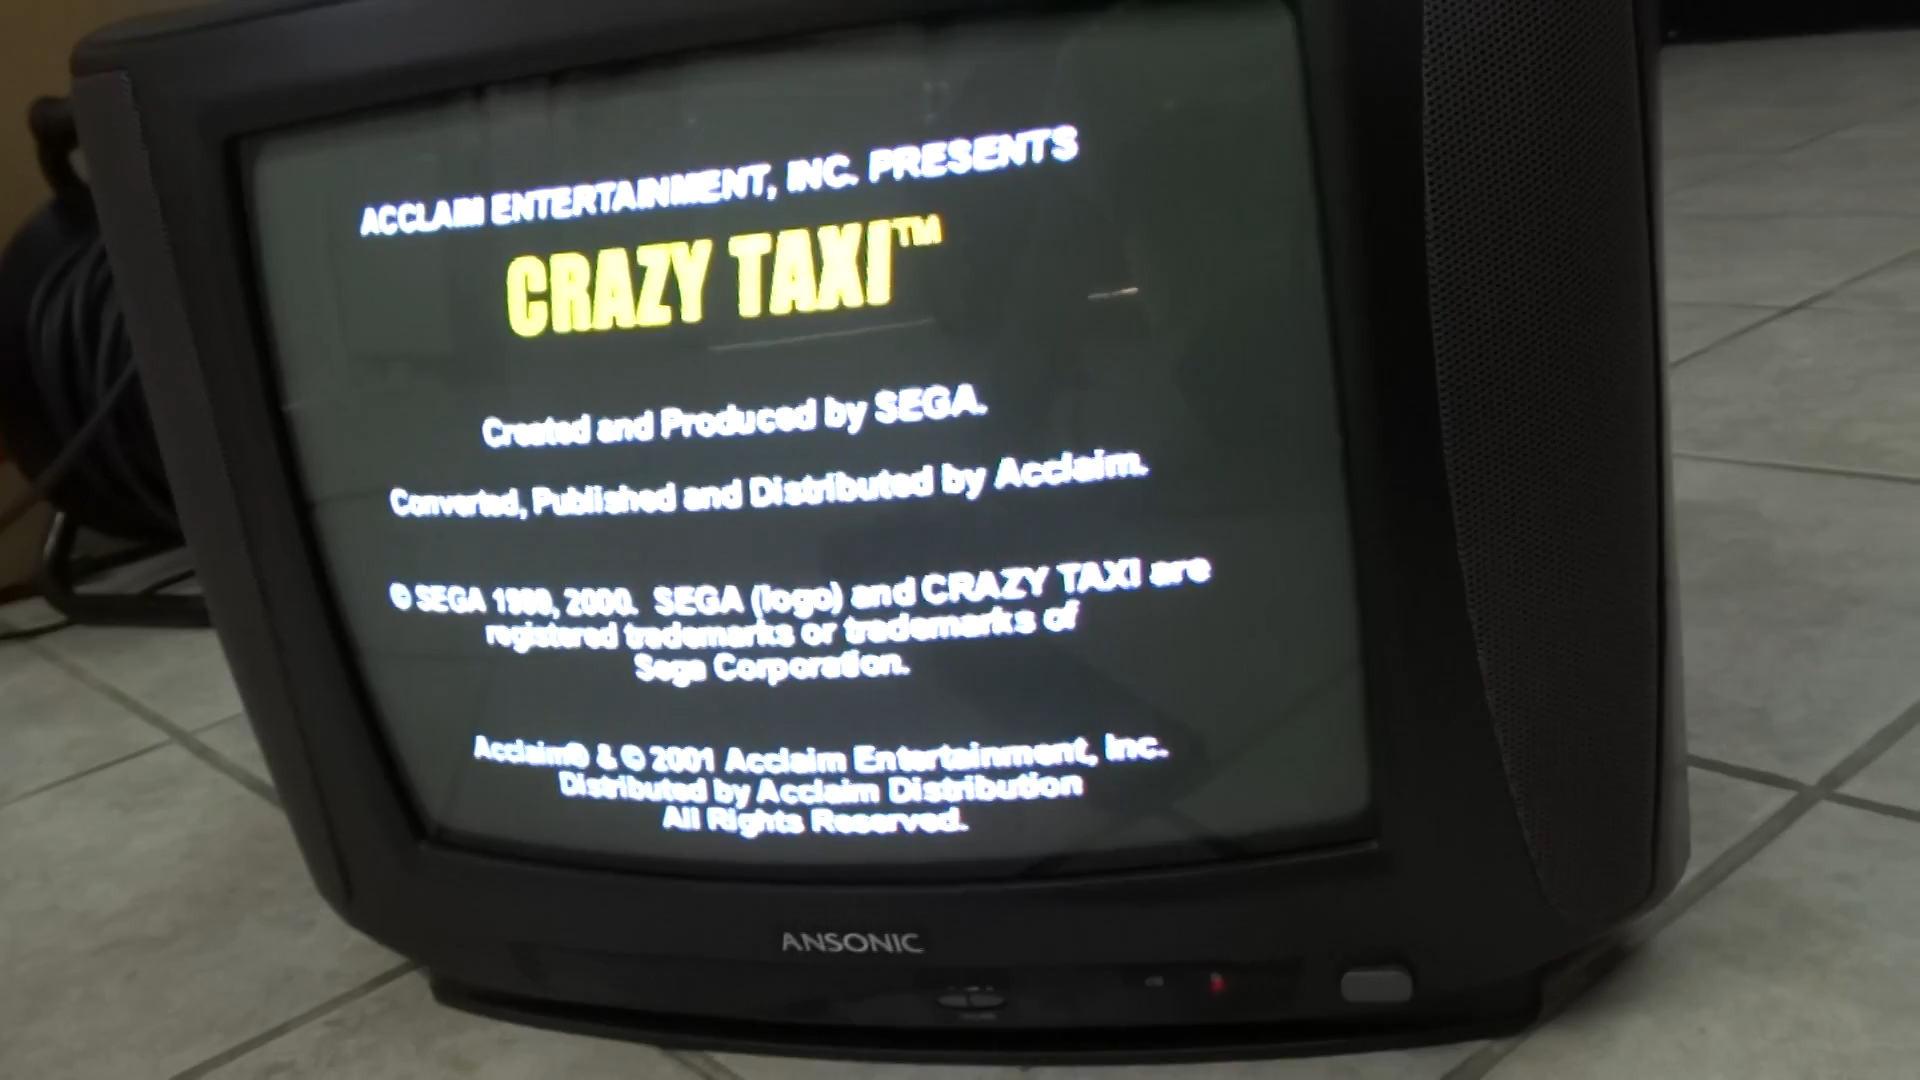 ACCLAIM ENTERTAINMENT, INC. PRESENTS
CRAZY TAXI™
Created and Produced by SEGA.
Converted, Published and Distributed by Acclaim.
© SEGA 1999, 2000. SEGA (logo) and CRAZY TAXI are
registered trademarks or trademarks of
Sega Corporation.
Acclaim® & © 2001 Acclaim Entertainment, Inc.
Distributed by Acclaim Distribution
All Rights Reserved.
ANSONIC